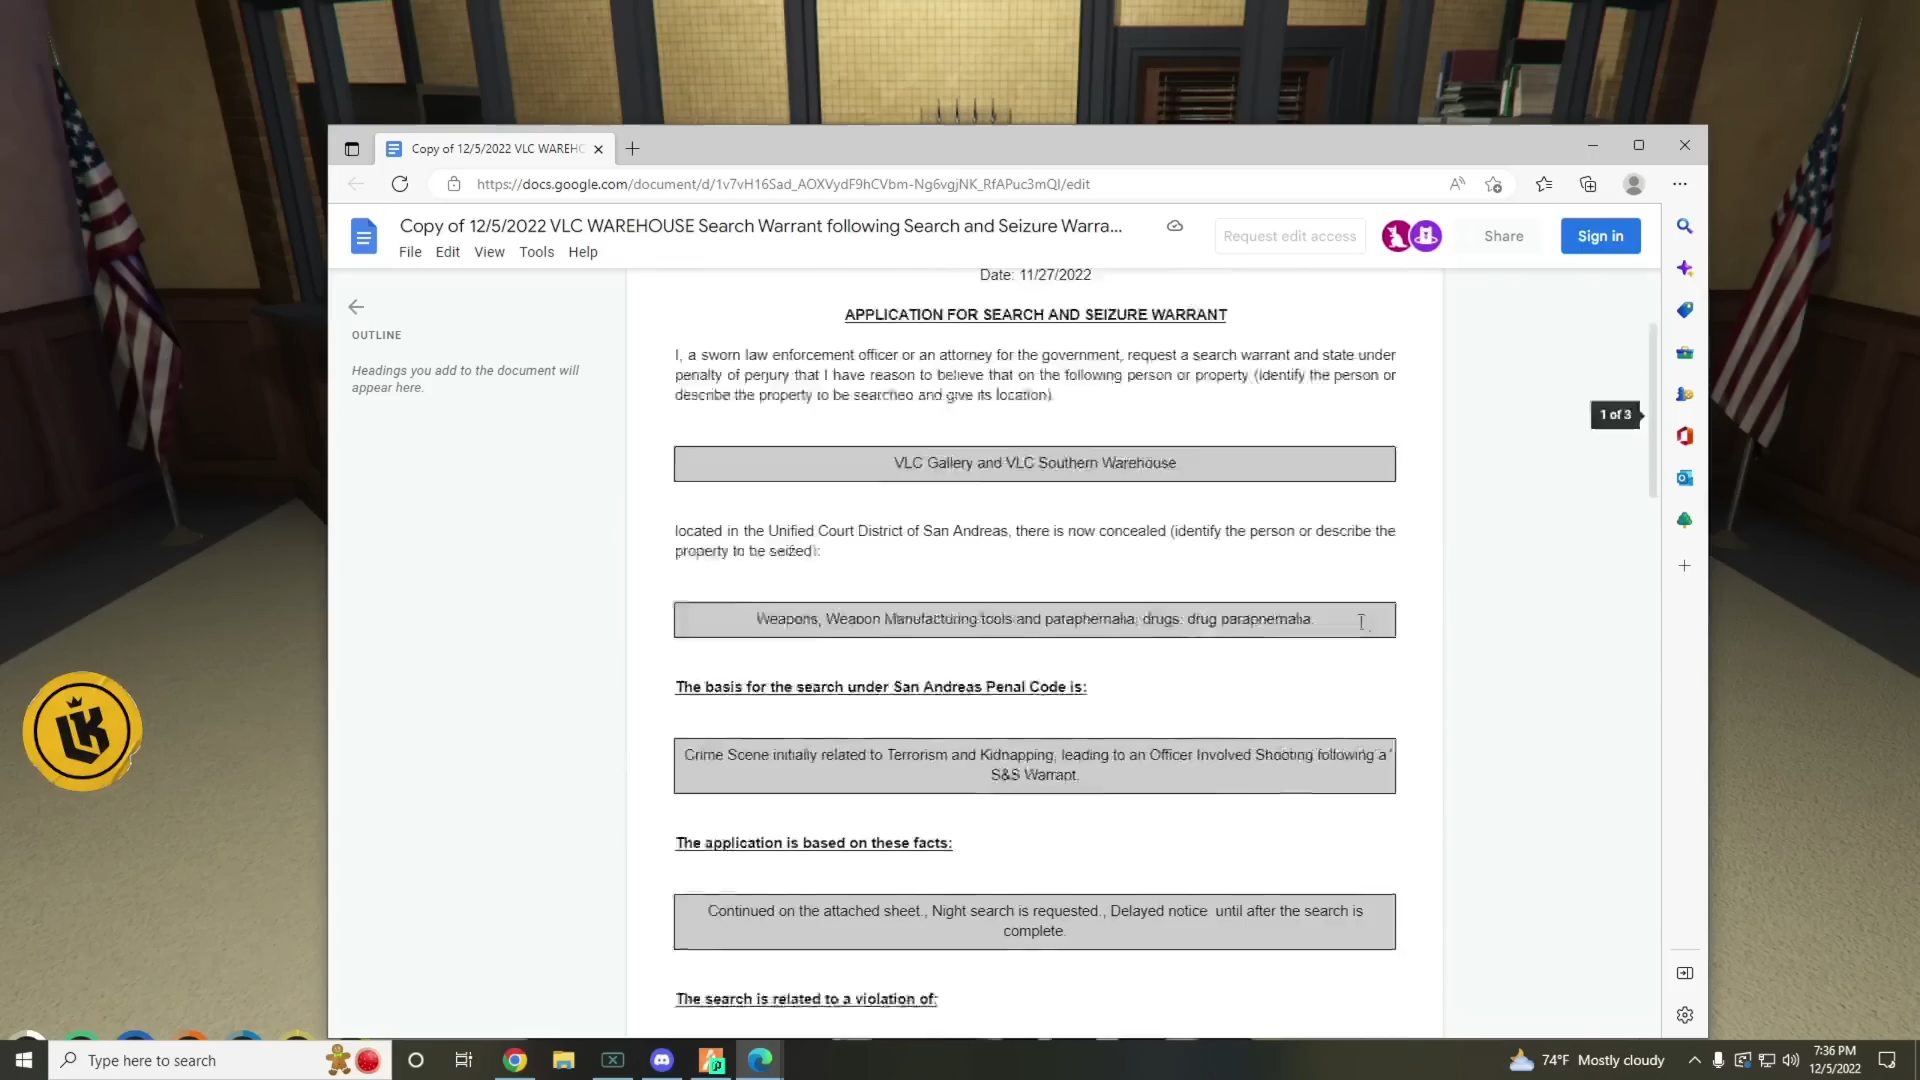 Copy of 12/5/2022 VLC WAREHC
https://docs.google.com/document/d/1v7vH16Sad_AOXVydF9hCVbm-Ng6vgjNK_RfAPuc3mQI/edit
Copy of 12/5/2022 VLC WAREHOUSE Search Warrant following Search and Seizure Warra...
Request edit access
Share
Sign in
File Edit View Tools Help
Date: 11/27/2022
OUTLINE
Headings you add to the document will
appear here.
APPLICATION FOR SEARCH AND SEIZURE WARRANT
I, a sworn law enforcement officer or an attorney for the government, request a search warrant and state under
penalty of perjury that I have reason to believe that on the following person or property (identify the person or
describe the property to be searched and give its location).
1 of 3
VLC Gallery and VLC Southern Warehouse
located in the Unified Court District of San Andreas, there is now concealed (identify the person or describe the
property to be seized):
Weapons, Weapon Manufacturing tools and paraphernalia, drugs. drug paraphernalia.
The basis for the search under San Andreas Penal Code is:
Crime Scene initially related to Terrorism and Kidnapping, leading to an Officer Involved Shooting following a
S&S Warrant.
The application is based on these facts:
Continued on the attached sheet., Night search is requested., Delayed notice until after the search is
complete.
The search is related to a violation of:
LK
Type here to search
74°F Mostly cloudy
7:36 PM
12/5/2022